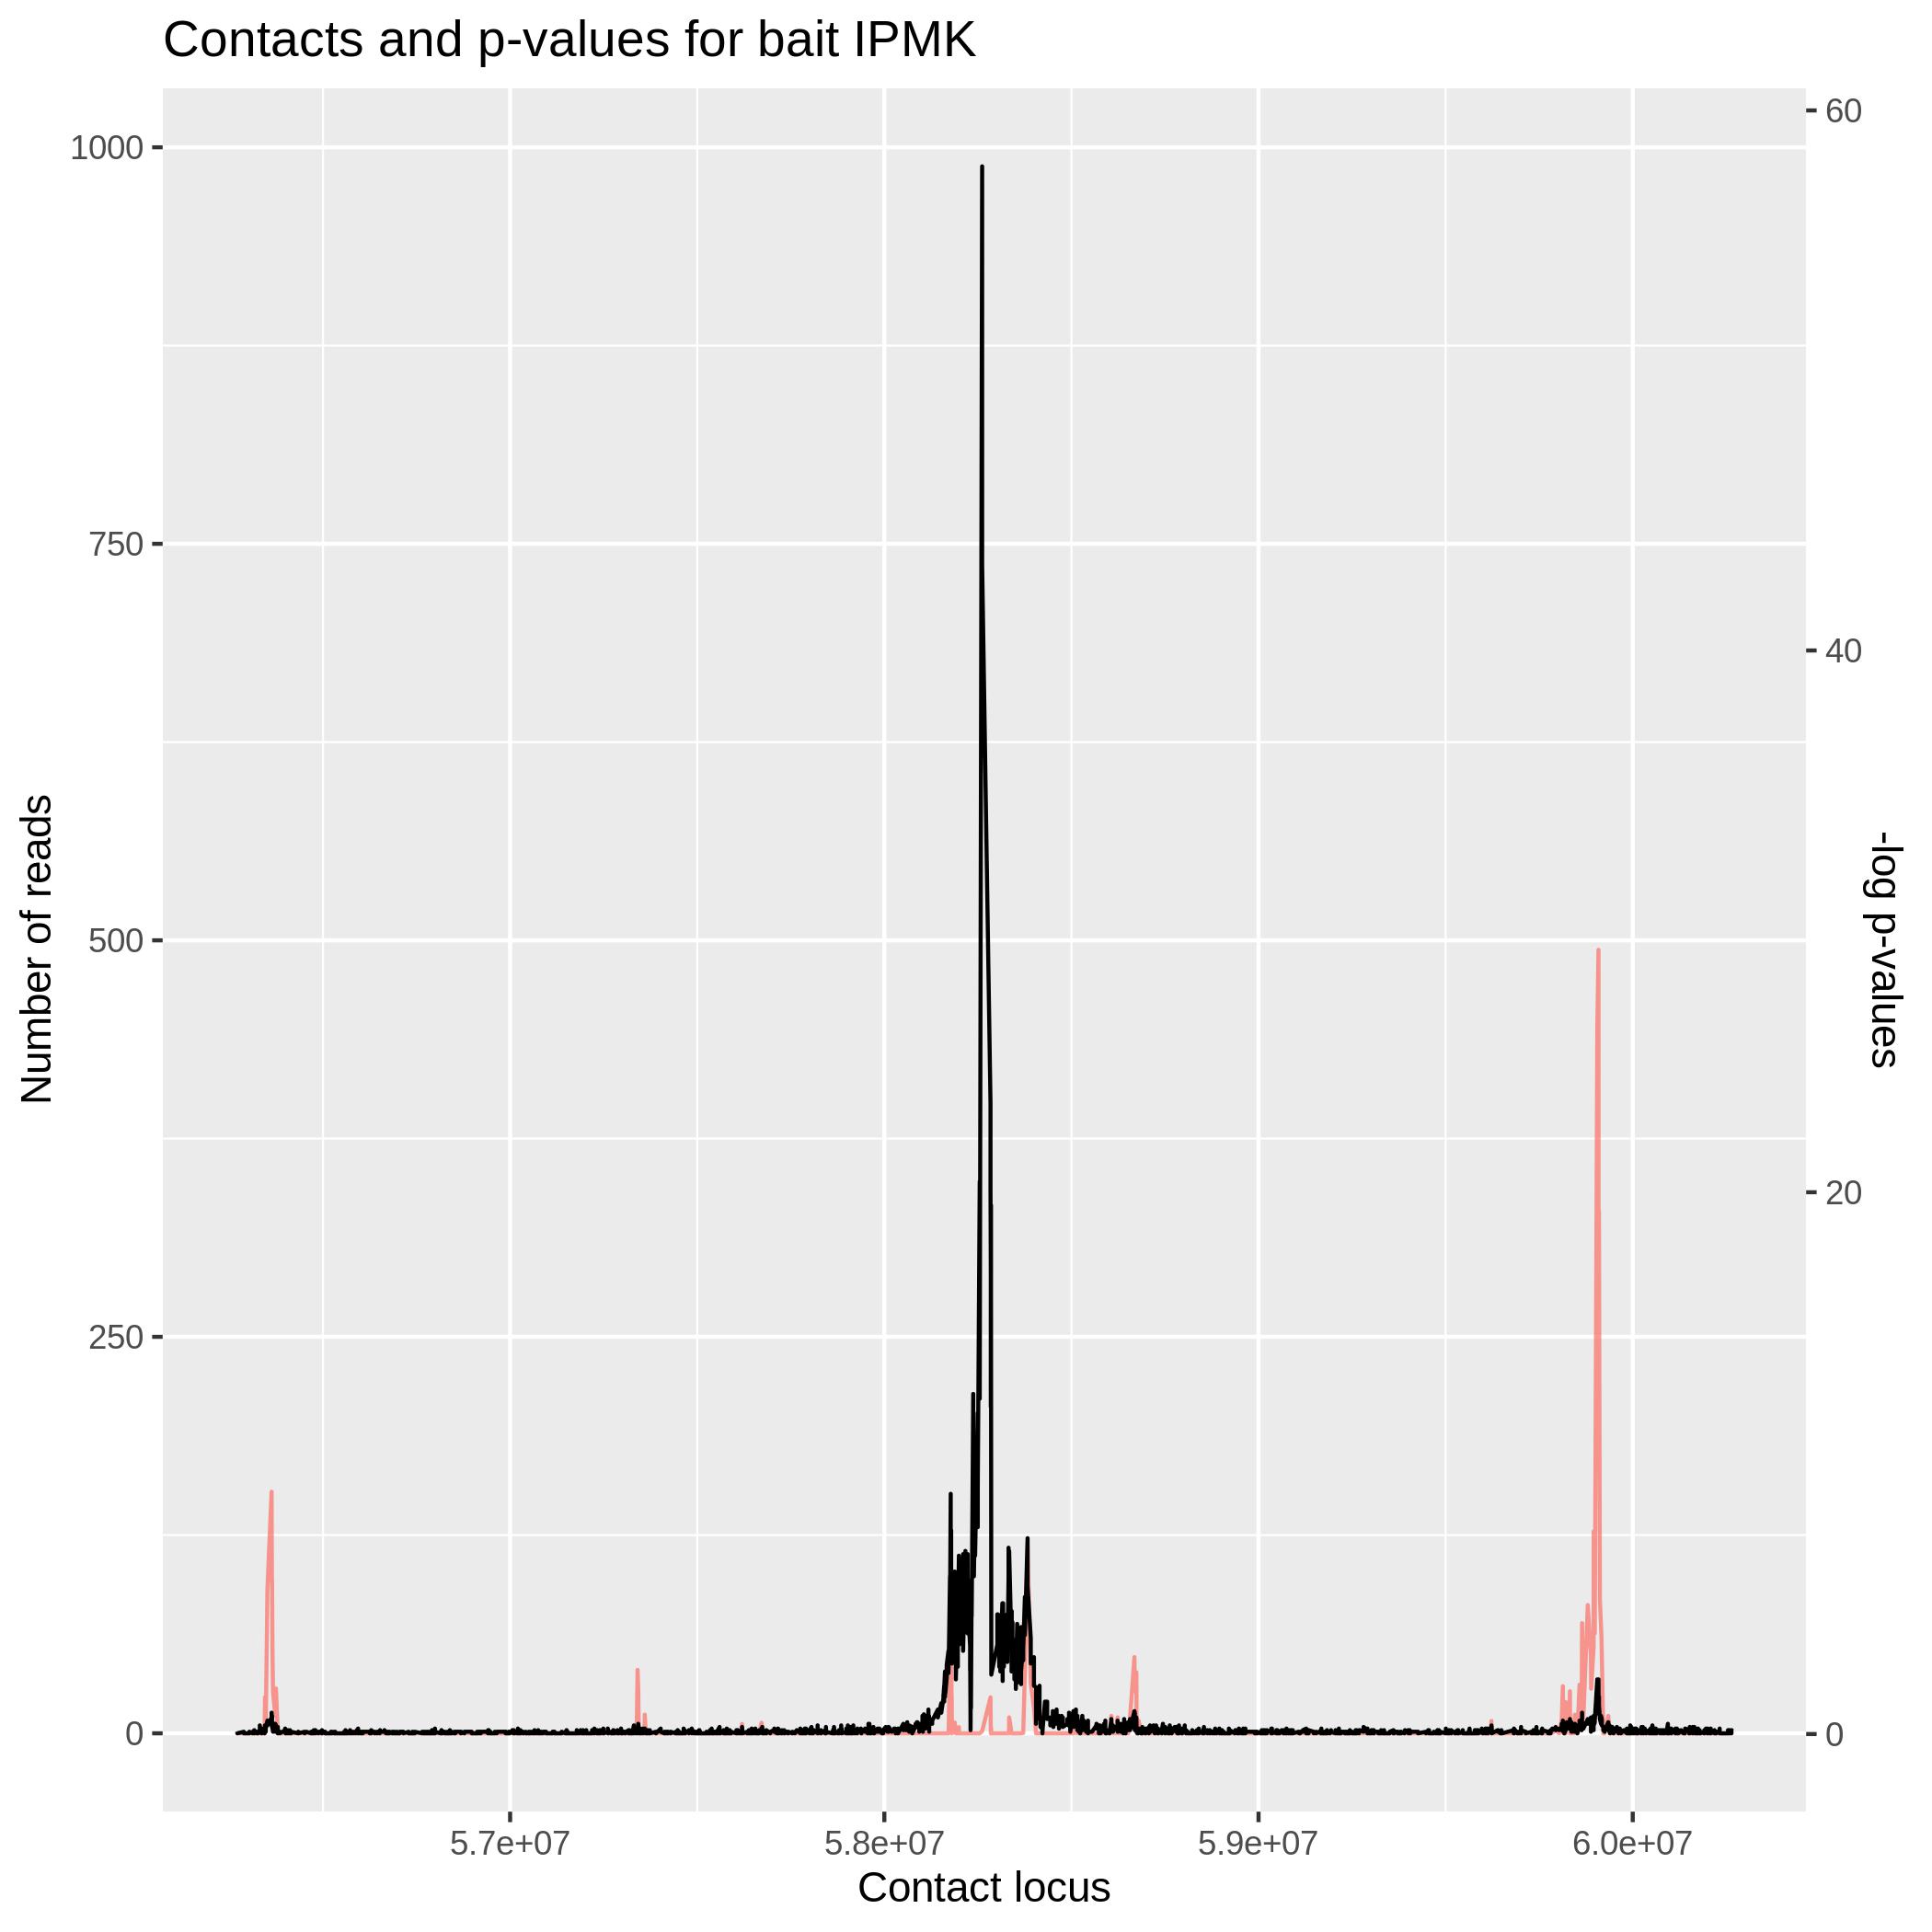 Contacts and p-values for bait IPMK
1000
750
500
250
0
Number of reads
60
40
20
0
-log p-values
5.7e+07 5.8e+07 5.9e+07 6.0e+07
Contact locus